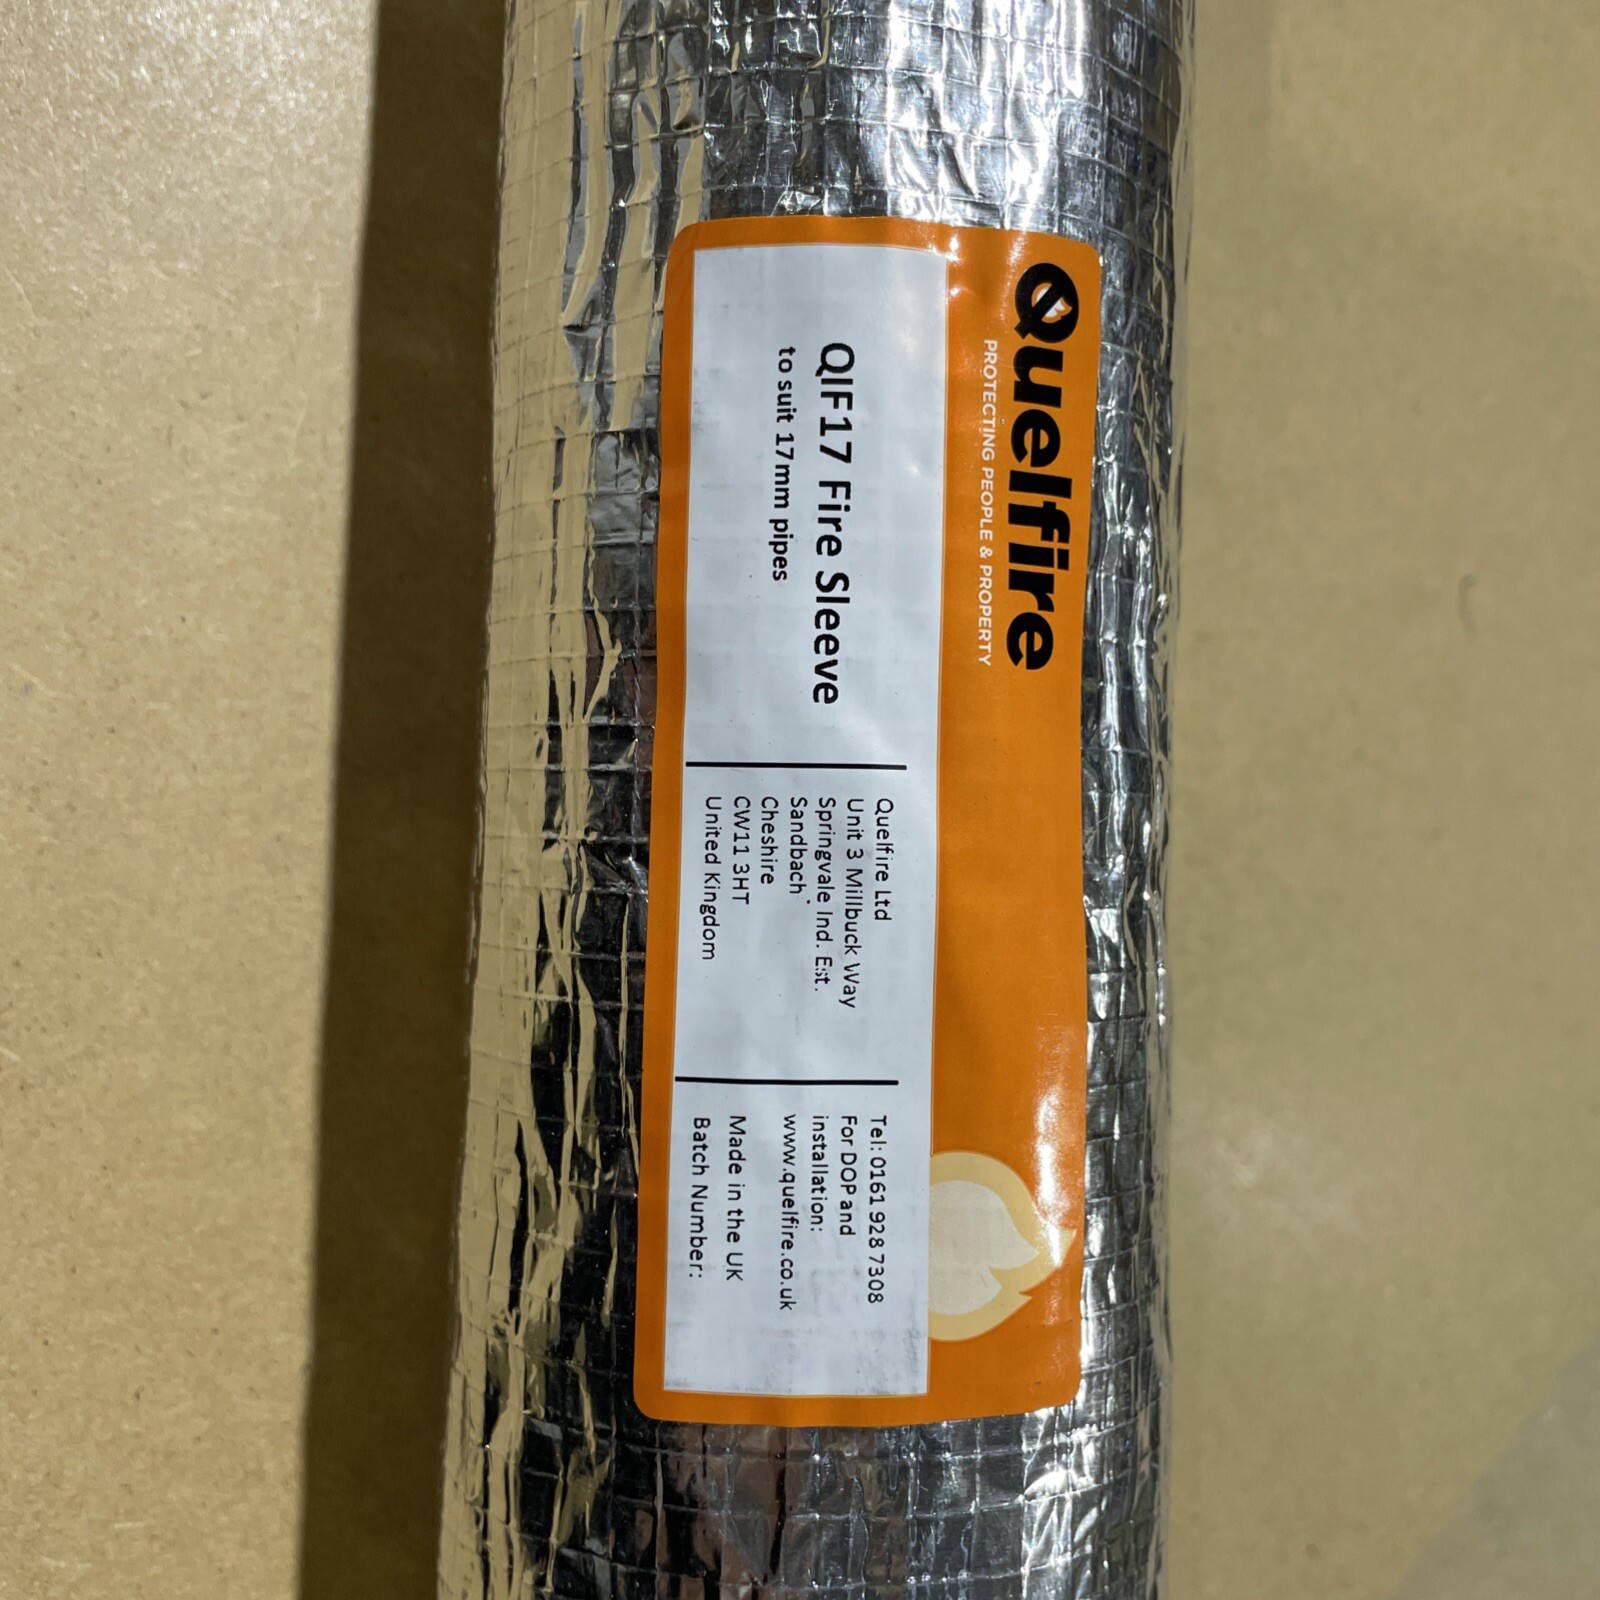 Quelfire
PROTECTING PEOPLE & PROPERTY
QIF17 Fire Sleeve
to suit 17mm pipes
Quelfire Ltd
Unit 3 Millbuck Way
Springvale Ind. Est.
Sandbach
Cheshire
CW11 3HT
United Kingdom
Tel: 0161 928 7308
For DOP and
installation:
www.quelfire.co.uk
Made in the UK
Batch Number: